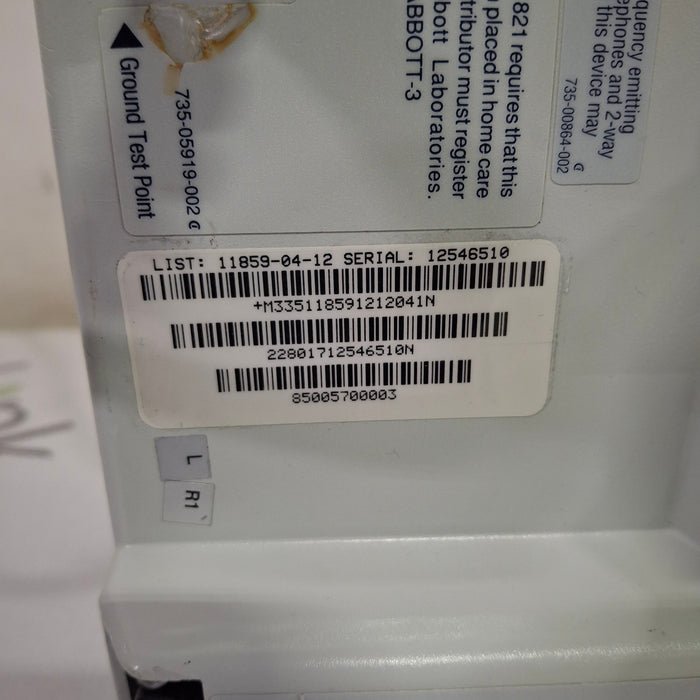 quency emitting
ephones and 2-way
this device may
735-00864-002
821 requires that this
placed in home care
tributor must register
bott Laboratories.
ABBOTT-3
735-05919-002
Ground Test Point
LIST: 11859-04-12 SERIAL: 12546510
+M335118591212041N
22801712546510N
85005700003
L
R1